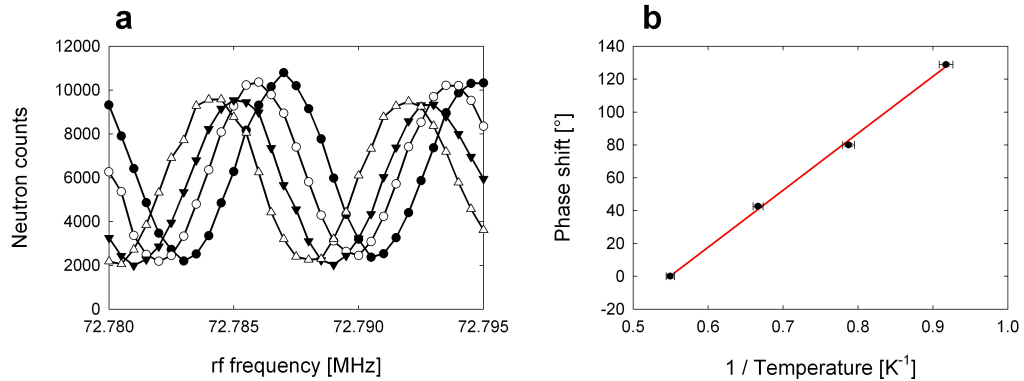 a
12000
10000
8000
6000
4000
2000
0
Neutron counts
72.780 72.785 72.790 72.795
rf frequency [MHz]
b
140
120
100
80
60
40
20
0
-20
Phase shift [°]
0.5 0.6 0.7 0.8 0.9 1.0
1 / Temperature [K⁻¹]